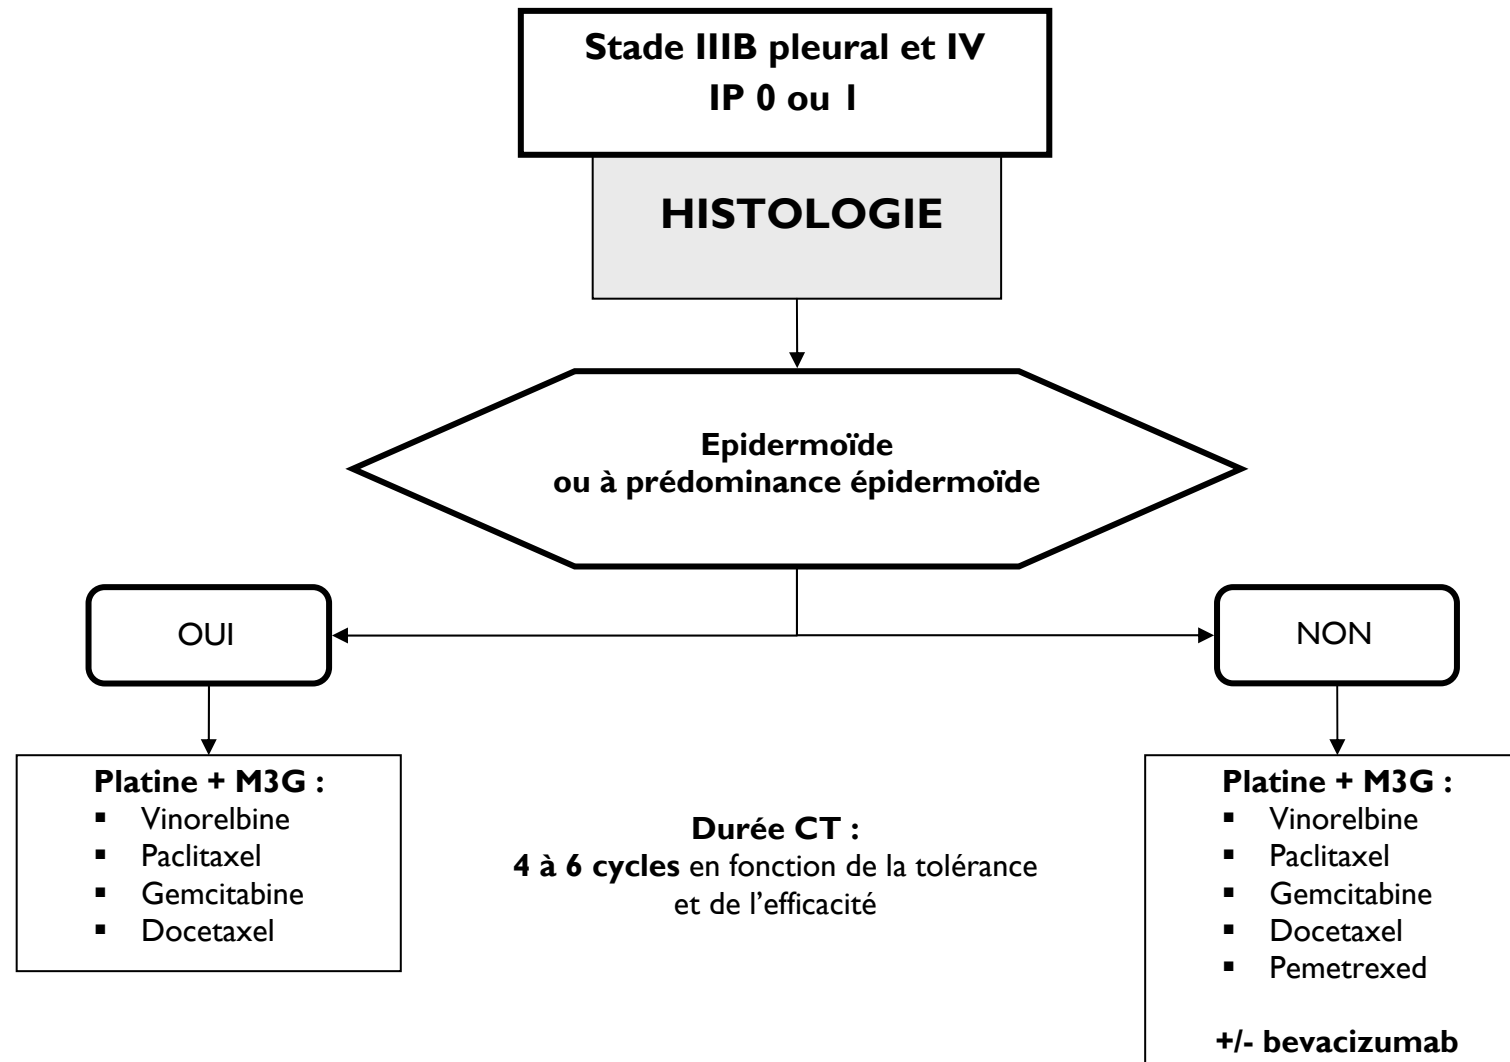 Stade IIIB pleural et IV
IP 0 ou 1
HISTOLOGIE
Epidermoïde
ou à prédominance épidermoïde
OUI
NON
Platine + M3G :
▪ Vinorelbine
▪ Paclitaxel
▪ Gemcitabine
▪ Docetaxel
Durée CT :
4 à 6 cycles en fonction de la tolérance
et de l'efficacité
Platine + M3G :
▪ Vinorelbine
▪ Paclitaxel
▪ Gemcitabine
▪ Docetaxel
▪ Pemetrexed
+/- bevacizumab